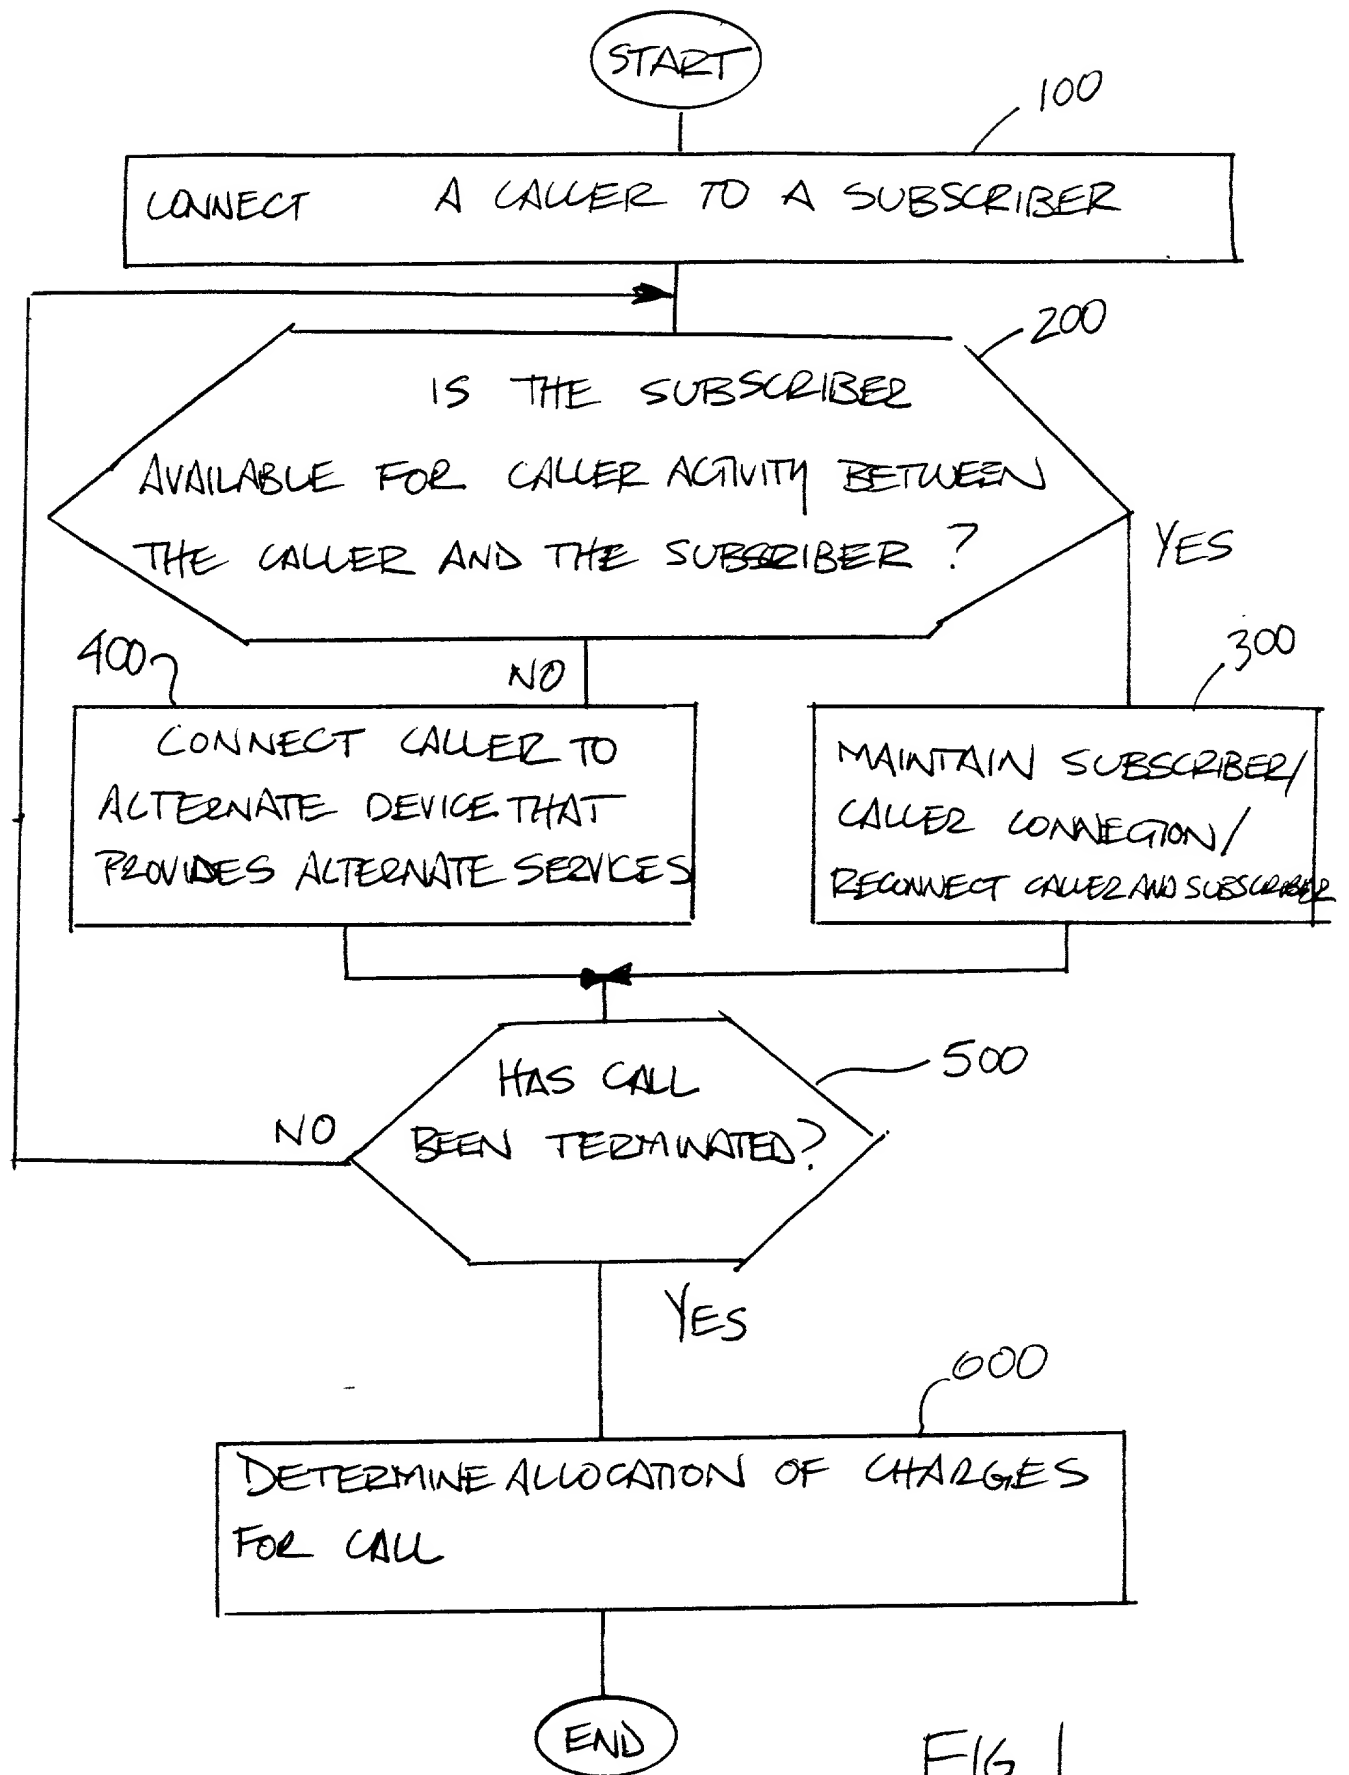 START
100
CONNECT A CALLER TO A SUBSCRIBER
200
IS THE SUBSCRIBER
AVAILABLE FOR CALLER ACTIVITY BETWEEN
THE CALLER AND THE SUBSCRIBER ?
YES
400
NO
300
CONNECT CALLER TO
ALTERNATE DEVICE THAT
PROVIDES ALTERNATE SERVICES
MAINTAIN SUBSCRIBER/
CALLER CONNECTION/
RECONNECT CALLER AND SUBSCRIBER
HAS CALL
BEEN TERMINATED?
500
NO
YES
600
DETERMINE ALLOCATION OF CHARGES
FOR CALL
END
FIG 1